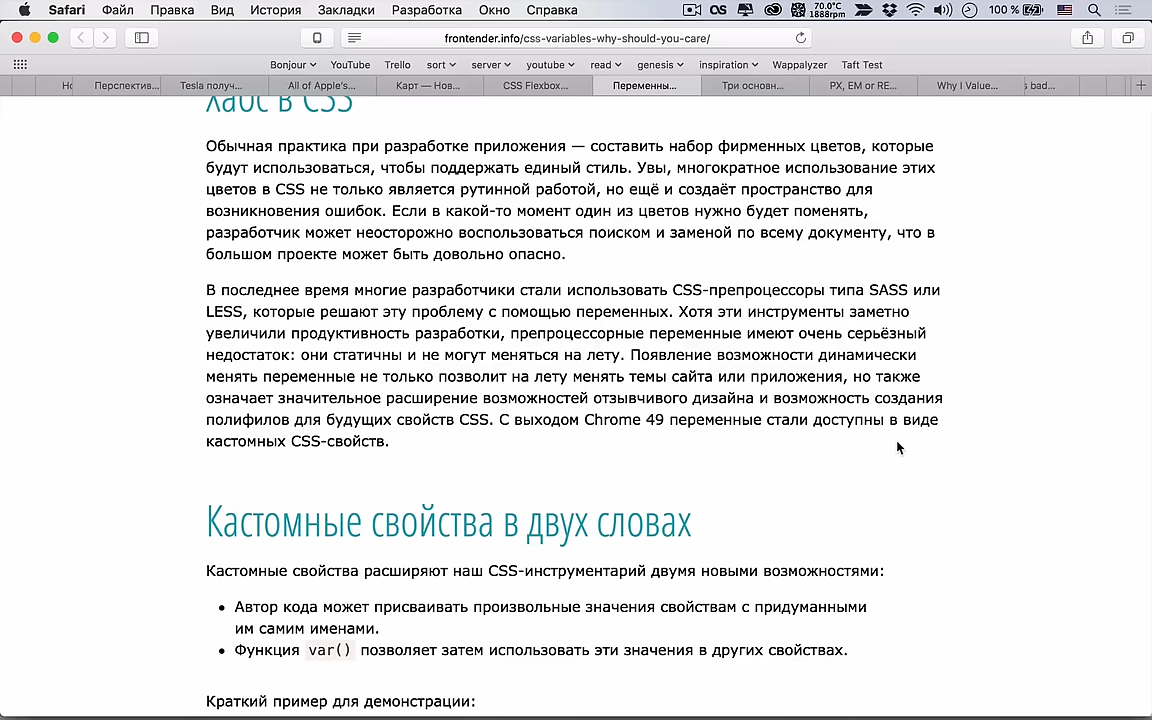 Safari Файл Правка Вид История Закладки Разработка Окно Справка 70.0°C 1888rpm 100 %
frontender.info/css-variables-why-should-you-care/
Bonjour YouTube Trello sort server youtube read genesis inspiration Wappalyzer Taft Test
Перспектив... Tesla получ... All of Apple's... Карт — Нов... CSS Flexbox... Переменны... Три основн... PX, EM or RE... Why I Value... s bad...
Хаос в CSS
Обычная практика при разработке приложения — составить набор фирменных цветов, которые
будут использоваться, чтобы поддержать единый стиль. Увы, многократное использование этих
цветов в CSS не только является рутинной работой, но ещё и создаёт пространство для
возникновения ошибок. Если в какой-то момент один из цветов нужно будет поменять,
разработчик может неосторожно воспользоваться поиском и заменой по всему документу, что в
большом проекте может быть довольно опасно.
В последнее время многие разработчики стали использовать CSS-препроцессоры типа SASS или
LESS, которые решают эту проблему с помощью переменных. Хотя эти инструменты заметно
увеличили продуктивность разработки, препроцессорные переменные имеют очень серьёзный
недостаток: они статичны и не могут меняться на лету. Появление возможности динамически
менять переменные не только позволит на лету менять темы сайта или приложения, но также
означает значительное расширение возможностей отзывчивого дизайна и возможность создания
полифилов для будущих свойств CSS. С выходом Chrome 49 переменные стали доступны в виде
кастомных CSS-свойств.
Кастомные свойства в двух словах
Кастомные свойства расширяют наш CSS-инструментарий двумя новыми возможностями:
• Автор кода может присваивать произвольные значения свойствам с придуманными
им самим именами.
• Функция var() позволяет затем использовать эти значения в других свойствах.
Краткий пример для демонстрации: